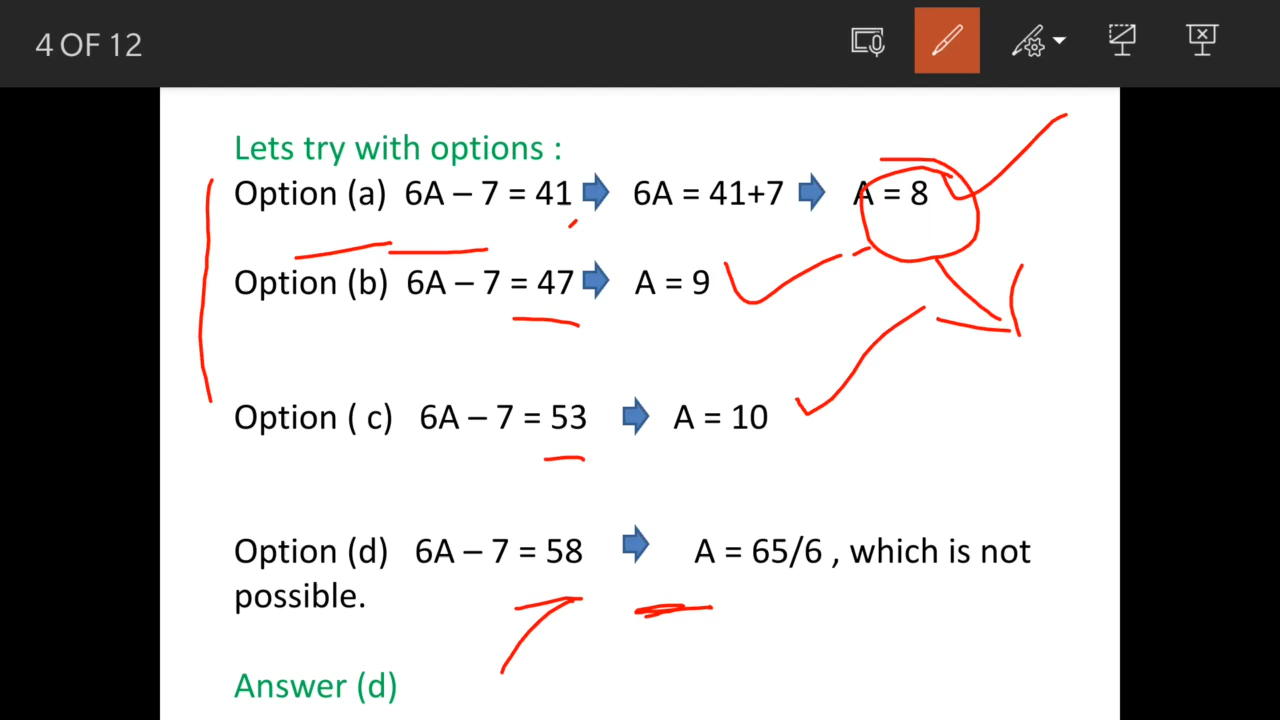 4 OF 12
Lets try with options :
Option (a) 6A – 7 = 41 6A = 41+7 A = 8
Option (b) 6A – 7 = 47 A = 9
Option ( c) 6A – 7 = 53 A = 10
Option (d) 6A – 7 = 58 A = 65/6 , which is not
possible.
Answer (d)